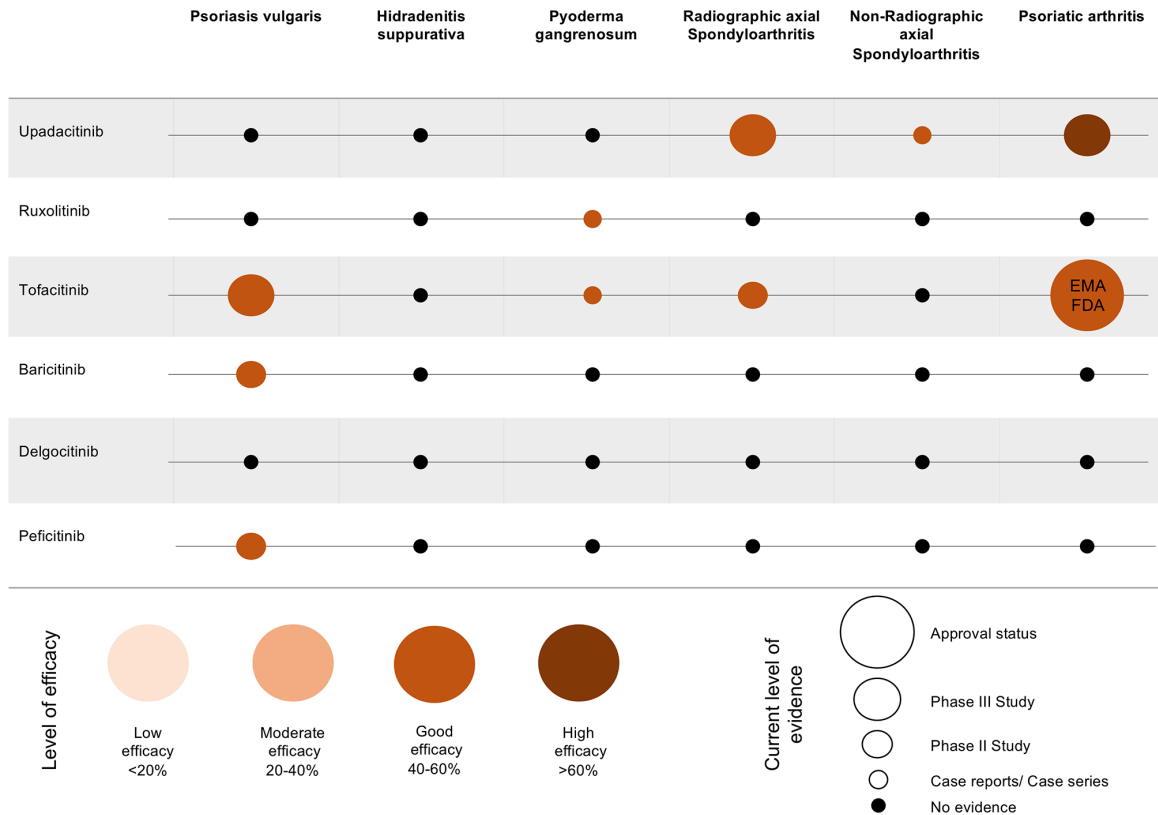 Psoriasis vulgaris
Hidradenitis
suppurativa
Pyoderma
gangrenosum
Radiographic axial
Spondyloarthritis
Non-Radiographic
axial
Spondyloarthritis
Psoriatic arthritis
Upadacitinib
Ruxolitinib
Tofacitinib
EMA
FDA
Baricitinib
Delgocitinib
Peficitinib
Level of efficacy
Low
efficacy
<20%
Moderate
efficacy
20-40%
Good
efficacy
40-60%
High
efficacy
>60%
Current level of
evidence
Approval status
Phase III Study
Phase II Study
Case reports/ Case series
No evidence